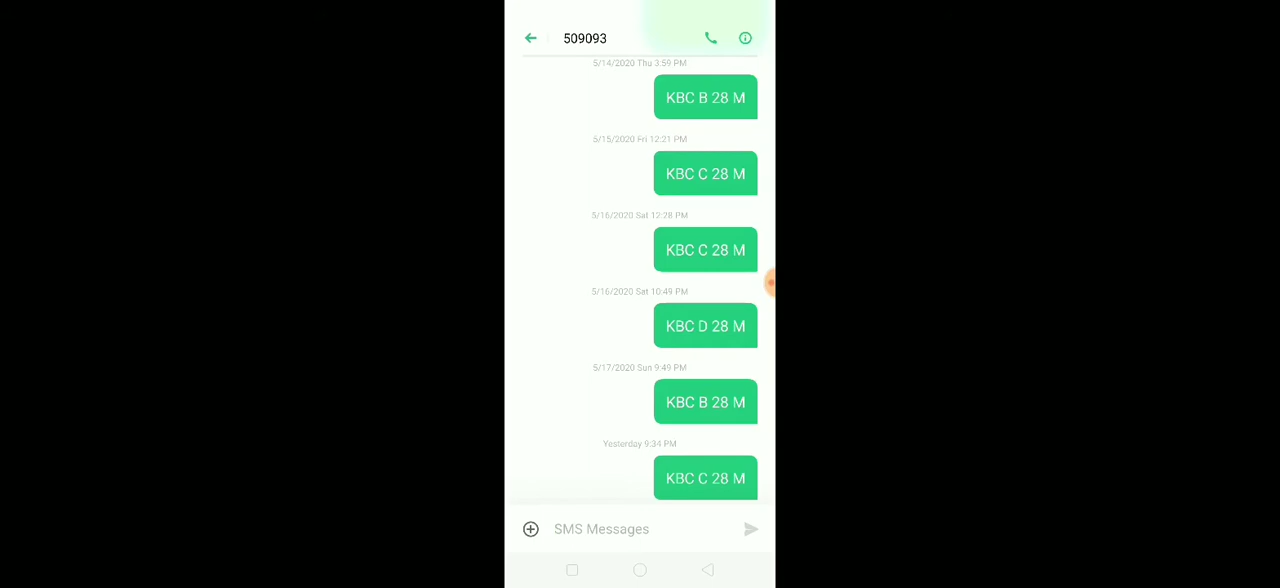 509093
5/14/2020 Thu 3:59 PM
KBC B 28 M
5/15/2020 Fri 12:21 PM
KBC C 28 M
5/16/2020 Sat 12:28 PM
KBC C 28 M
5/16/2020 Sat 10:49 PM
KBC D 28 M
5/17/2020 Sun 9:49 PM
KBC B 28 M
Yesterday 9:34 PM
KBC C 28 M
SMS Messages